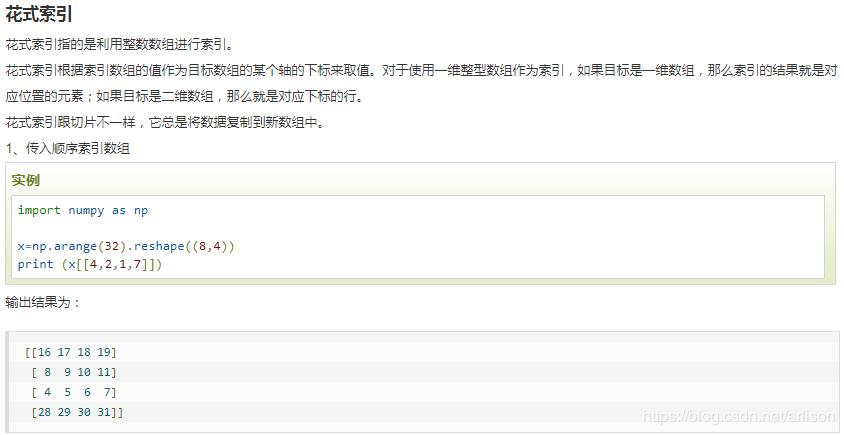 花式索引
花式索引指的是利用整数数组进行索引。
花式索引根据索引数组的值作为目标数组的某个轴的下标来取值。对于使用一维整型数组作为索引，如果目标是一维数组，那么索引的结果就是对
应位置的元素；如果目标是二维数组，那么就是对应下标的行。
花式索引跟切片不一样，它总是将数据复制到新数组中。
1、传入顺序索引数组
实例
import numpy as np
x=np.arange(32).reshape((8,4))
print (x[[4,2,1,7]])
输出结果为：
[[16 17 18 19]
 [ 8  9 10 11]
 [ 4  5  6  7]
 [28 29 30 31]]
https://blog.csdn.net/arlison